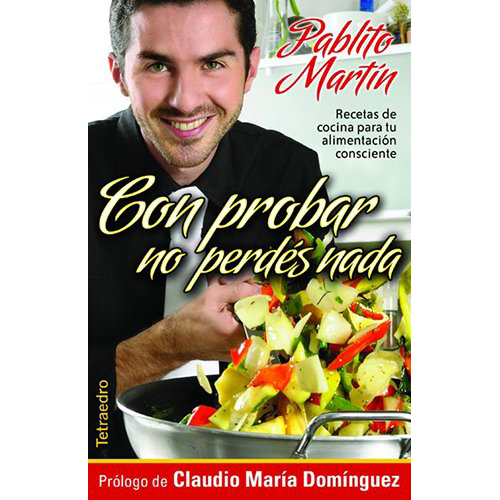 Pablito
Martín
Recetas de
cocina para tu
alimentación
consciente
Con probar
no perdés nada
Tetraedro
Prólogo de Claudio María Domínguez